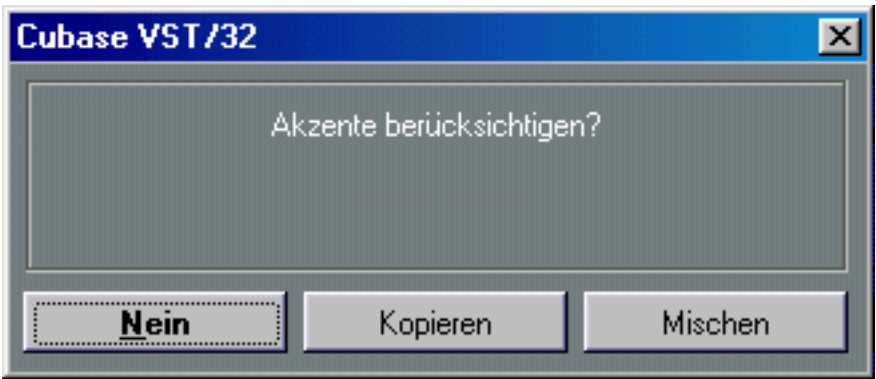 Cubase VST/32
Akzente berücksichtigen?
Nein
Kopieren
Mischen